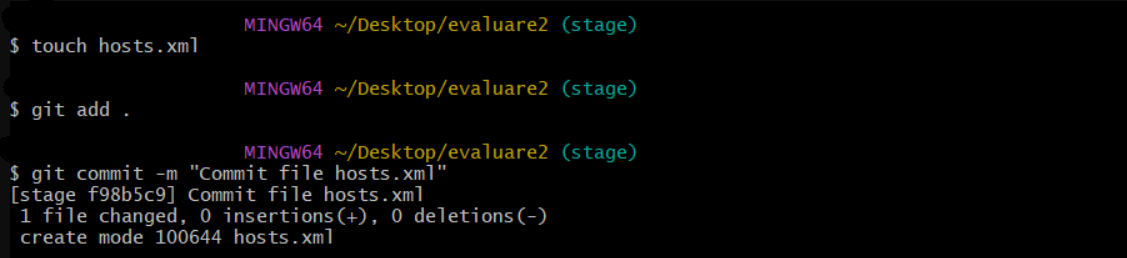 MINGW64 ~/Desktop/evaluare2 (stage)
$ touch hosts.xml
MINGW64 ~/Desktop/evaluare2 (stage)
$ git add .
MINGW64 ~/Desktop/evaluare2 (stage)
$ git commit -m "Commit file hosts.xml"
[stage f98b5c9] Commit file hosts.xml
1 file changed, 0 insertions(+), 0 deletions(-)
create mode 100644 hosts.xml